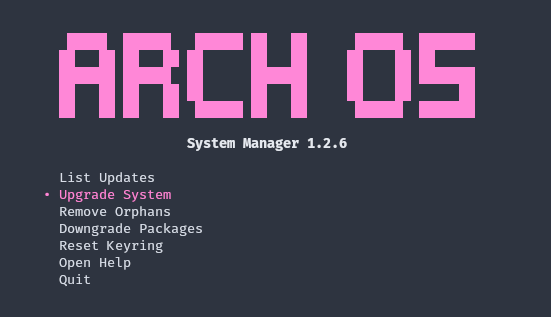 ARCH OS
System Manager 1.2.6
List Updates
• Upgrade System
Remove Orphans
Downgrade Packages
Reset Keyring
Open Help
Quit